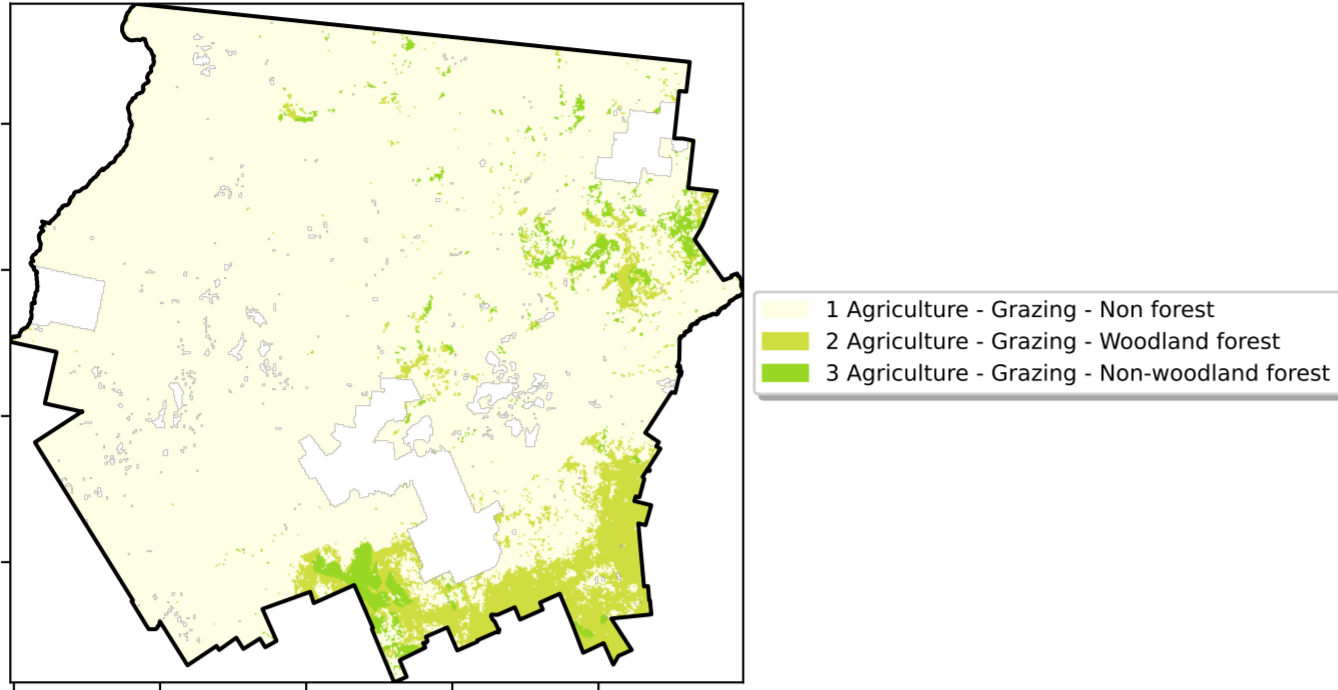 1 Agriculture - Grazing - Non forest
2 Agriculture - Grazing - Woodland forest
3 Agriculture - Grazing - Non-woodland forest